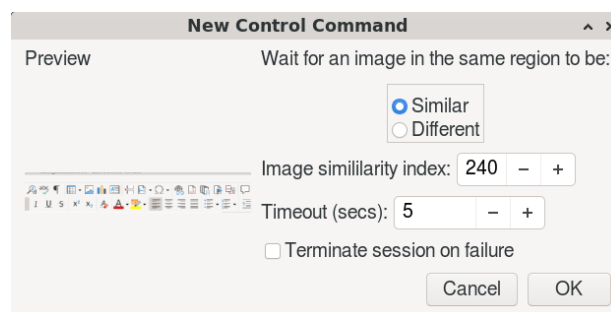 New Control Command
Preview
Wait for an image in the same region to be:
Similar
Different
Image simililarity index: 240
Timeout (secs): 5
Terminate session on failure
Cancel OK